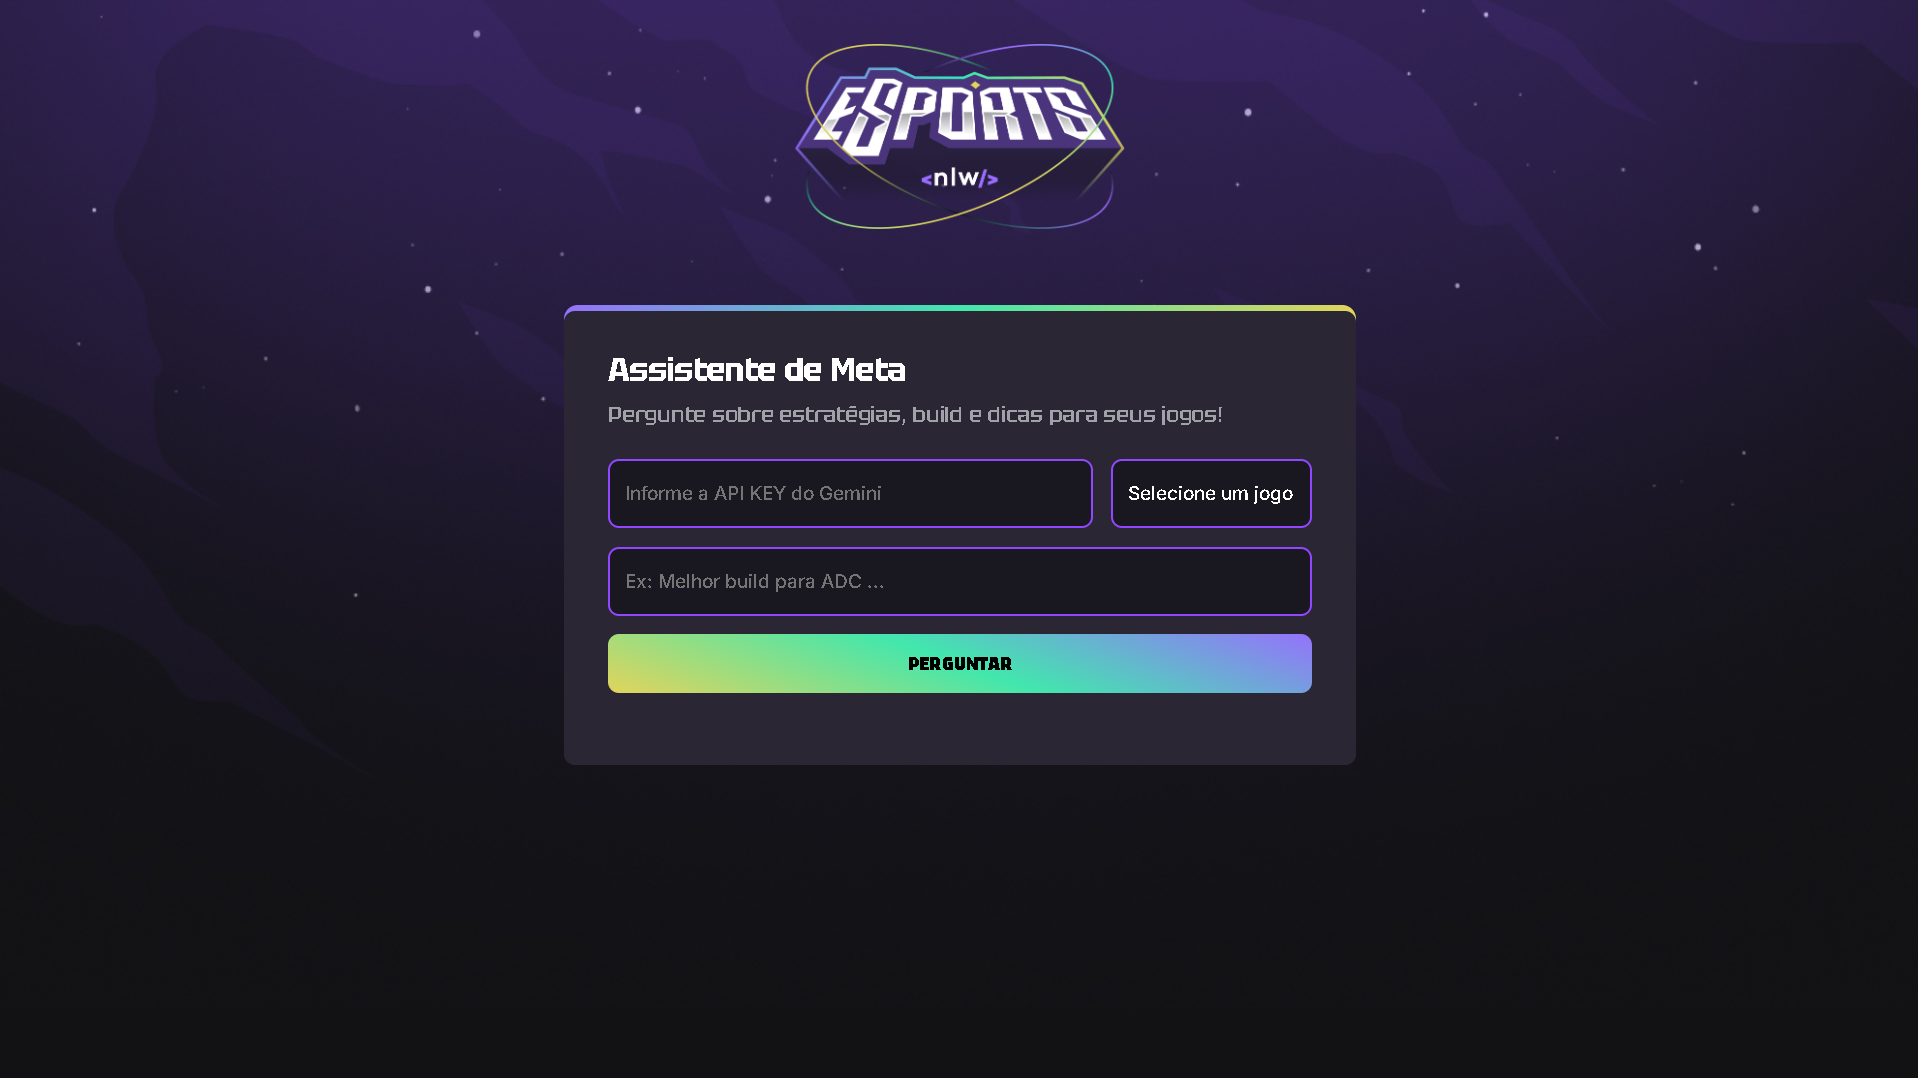 ESPORTS
<nlw/>
Assistente de Meta
Pergunte sobre estratégias, build e dicas para seus jogos!
Informe a API KEY do Gemini
Selecione um jogo
Ex: Melhor build para ADC ...
PERGUNTAR